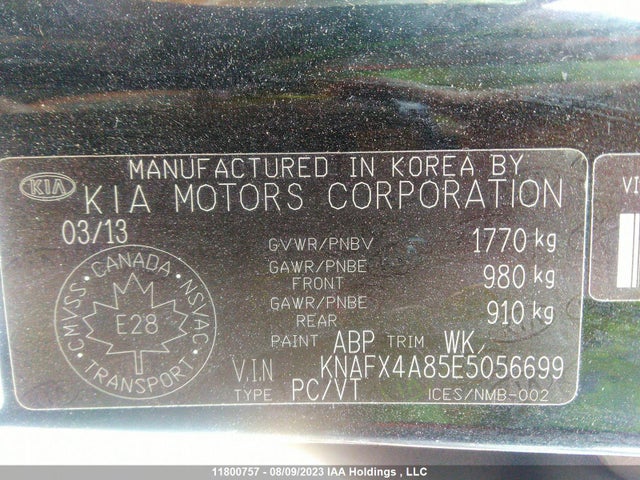 MANUFACTURED IN KOREA BY
KIA KIA MOTORS CORPORATION
03/13
GVWR/PNBV 1770 kg
GAWR/PNBE FRONT 980 kg
GAWR/PNBE REAR 910 kg
PAINT ABP TRIM WK,
V.I.N KNAFX4A85E5056699
TYPE PC/VT ICES/NMB-002
CANADA
CMVSS NSVAC
E28
TRANSPORT
VI
11800757 - 08/09/2023 IAA Holdings , LLC